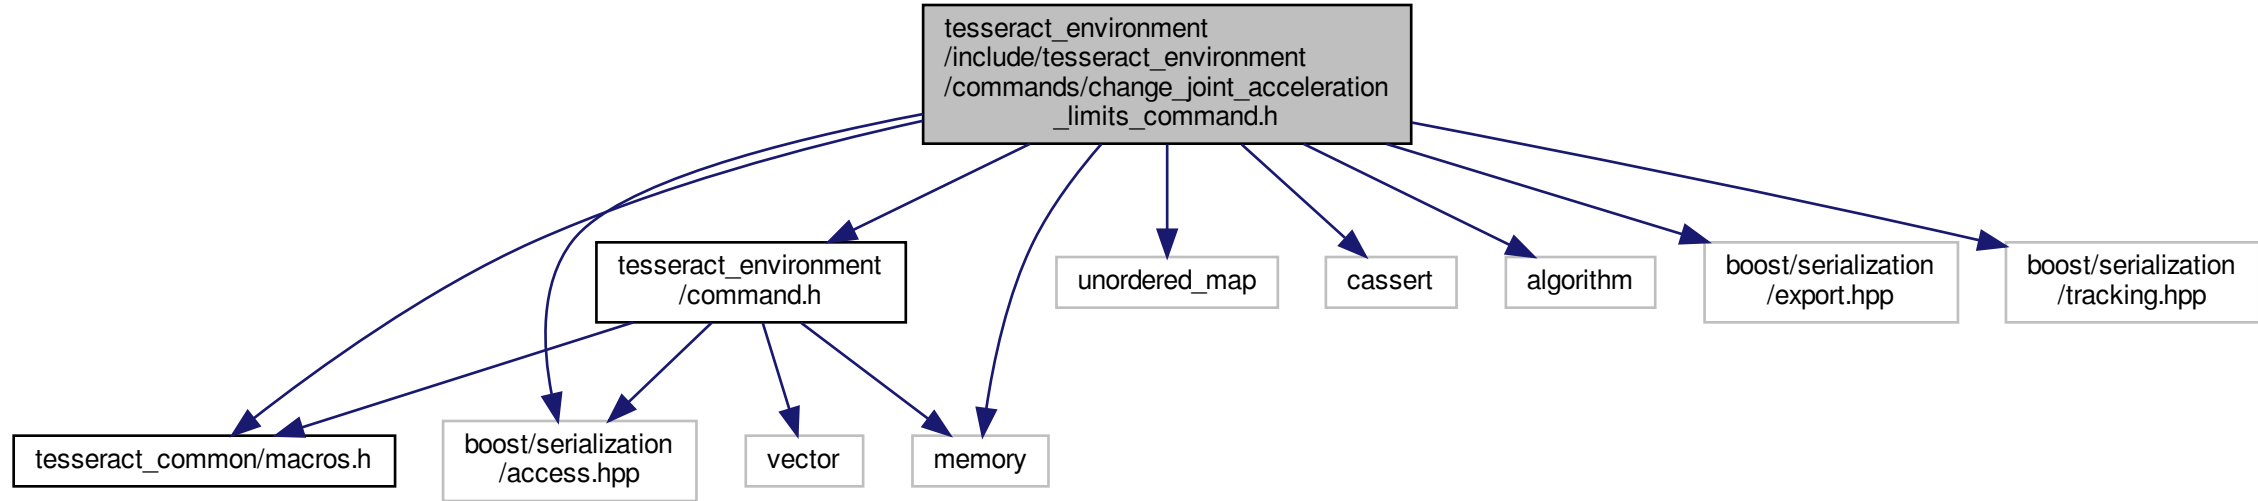 tesseract_environment
/include/tesseract_environment
/commands/change_joint_acceleration
_limits_command.h
tesseract_environment
/command.h
unordered_map
cassert
algorithm
boost/serialization
/export.hpp
boost/serialization
/tracking.hpp
tesseract_common/macros.h
boost/serialization
/access.hpp
vector
memory